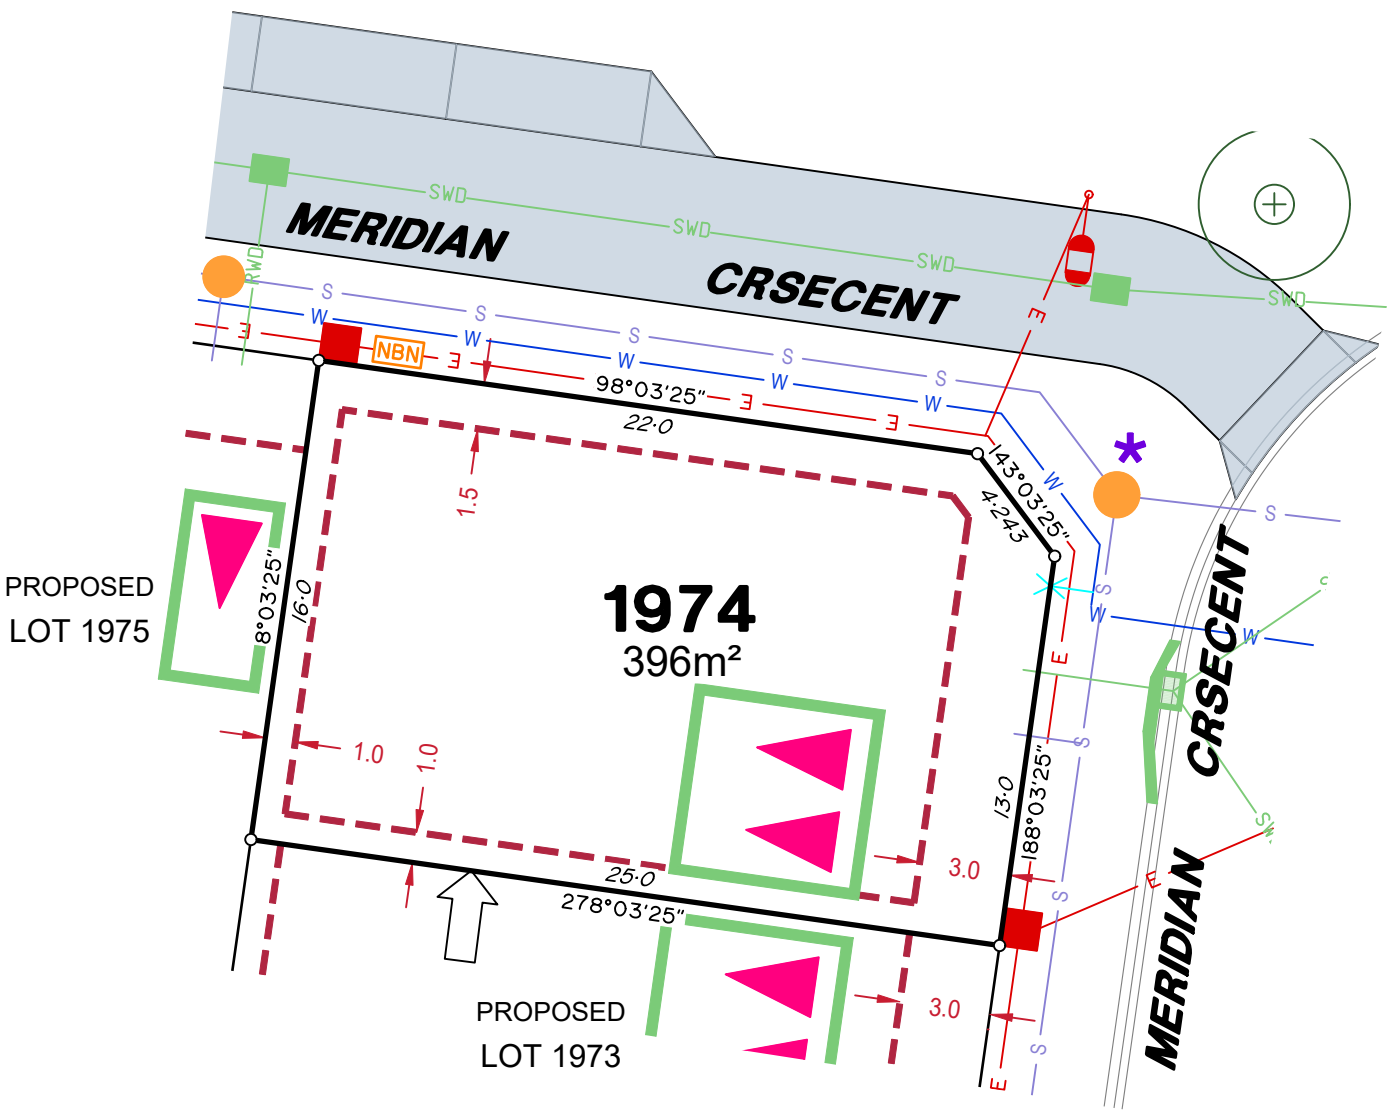 SWD
SWD
SWD
SWD
RWD
MERIDIAN
CRSECENT
S
S
S
S
S
S
W
W
W
W
W
W
W
W
E
NBN
E
E
E
E
98°03'25"
22·0
143°03'25"
4·243
1.5
PROPOSED
LOT 1975
8°03'25"
16·0
1974
396m²
S
E
S
CRSECENT
MERIDIAN
1.0
1.0
13·0
188°03'25"
3.0
25·0
278°03'25"
S
E
SW
PROPOSED
LOT 1973
3.0
S
E